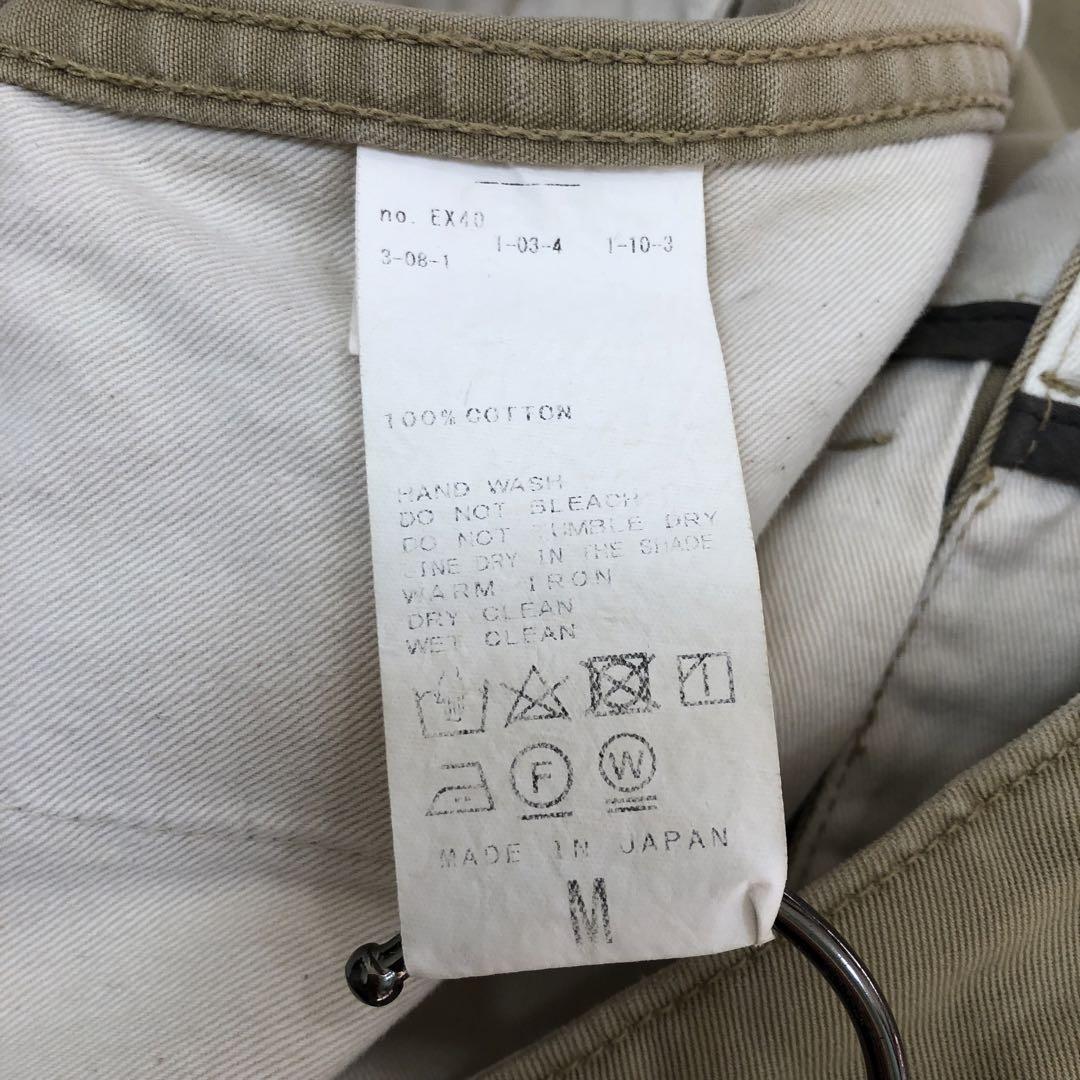 no. EX40
3-08-1 1-03-4 1-10-3
100% COTTON
HAND WASH
DO NOT BLEACH
DO NOT TUMBLE DRY
LINE DRY IN THE SHADE
WARM IRON
DRY CLEAN
WET CLEAN
F W
MADE IN JAPAN
M